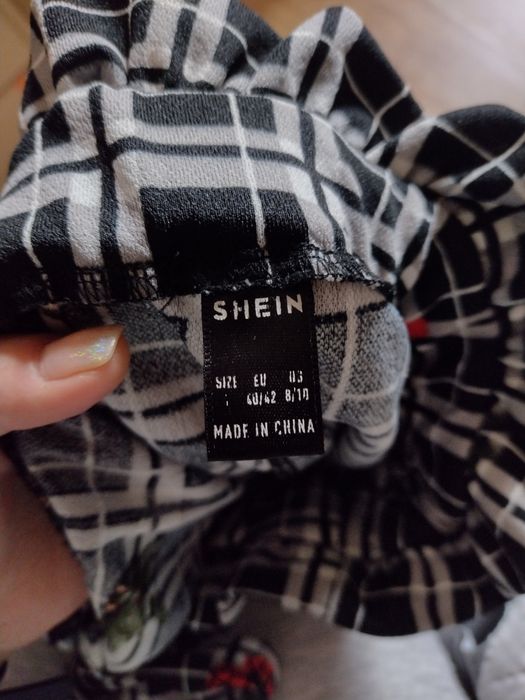 SHEIN
SIZE EU US
40/42 8/10
MADE IN CHINA